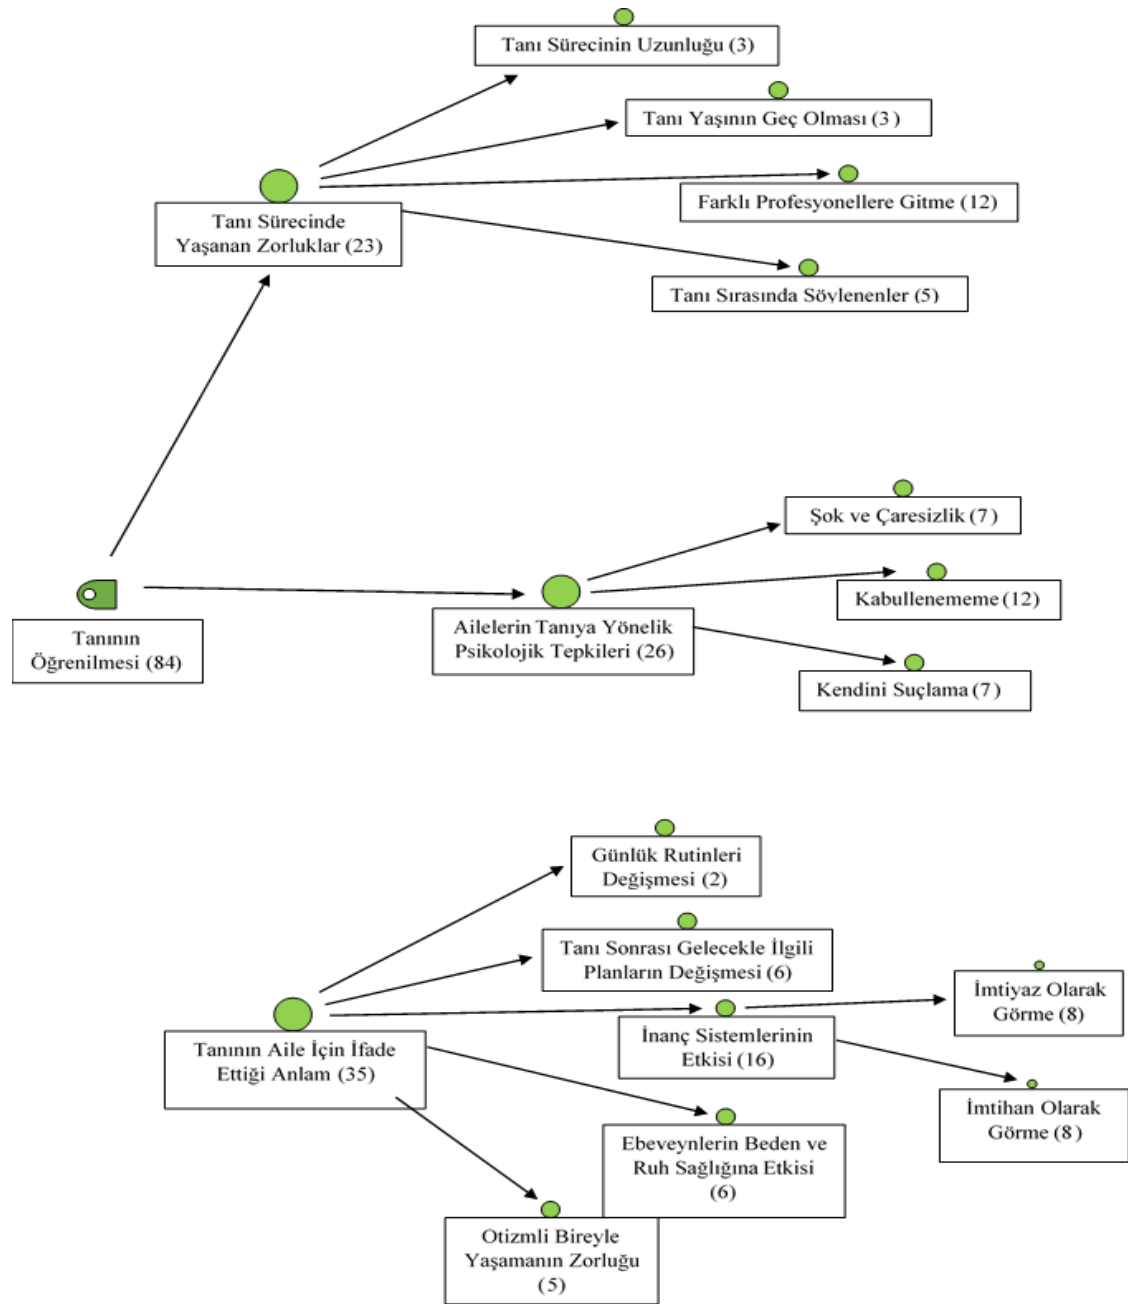 Tanı Sürecinin Uzunluğu (3)
Tanı Yaşının Geç Olması (3)
Farklı Profesyonellere Gitme (12)
Tanı Sürecinde
Yaşanan Zorluklar (23)
Tanı Sırasında Söylenenler (5)
Şok ve Çaresizlik (7)
Kabullenememe (12)
Tanının
Öğrenilmesi (84)
Ailelerin Tanıya Yönelik
Psikolojik Tepkileri (26)
Kendini Suçlama (7)
Günlük Rutinleri
Değişmesi (2)
Tanı Sonrası Gelecekle İlgili
Planların Değişmesi (6)
İmtiyaz Olarak
Görme (8)
Tanının Aile İçin İfade
Ettiği Anlam (35)
İnanç Sistemlerinin
Etkisi (16)
İmtihan Olarak
Görme (8)
Ebeveynlerin Beden ve
Ruh Sağlığına Etkisi
(6)
Otizmli Bireyle
Yaşamanın Zorluğu
(5)